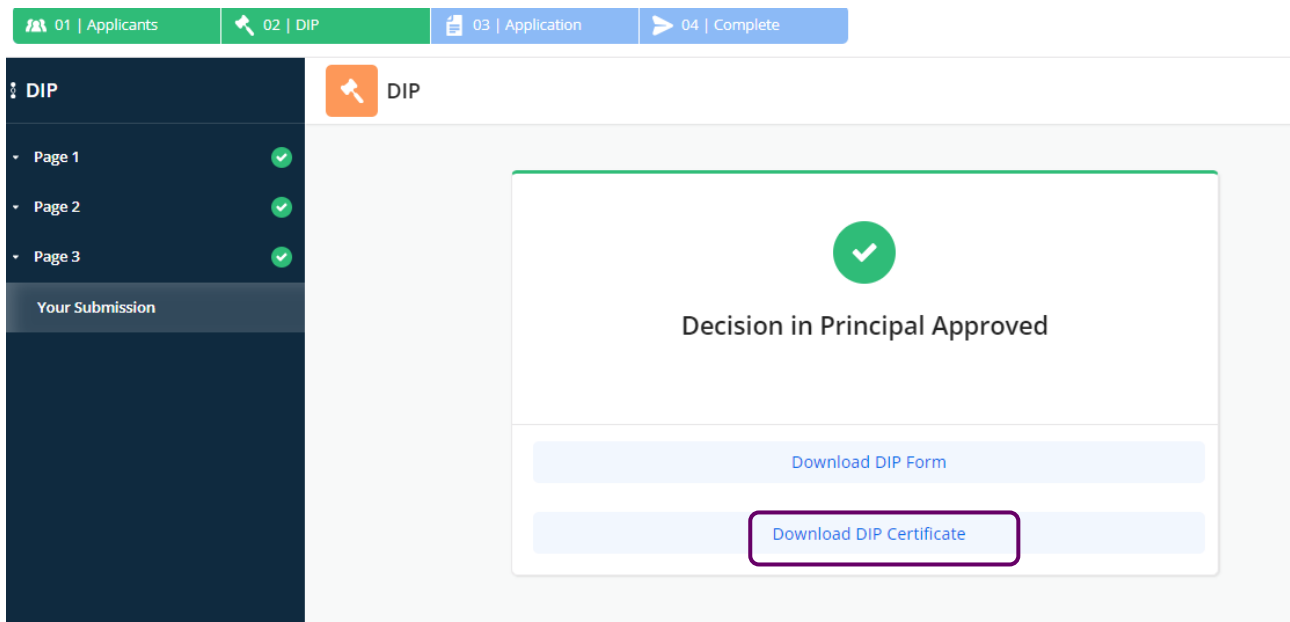 01 | Applicants
02 | DIP
03 | Application
04 | Complete
DIP
DIP
Page 1
Page 2
Page 3
Your Submission
Decision in Principal Approved
Download DIP Form
Download DIP Certificate